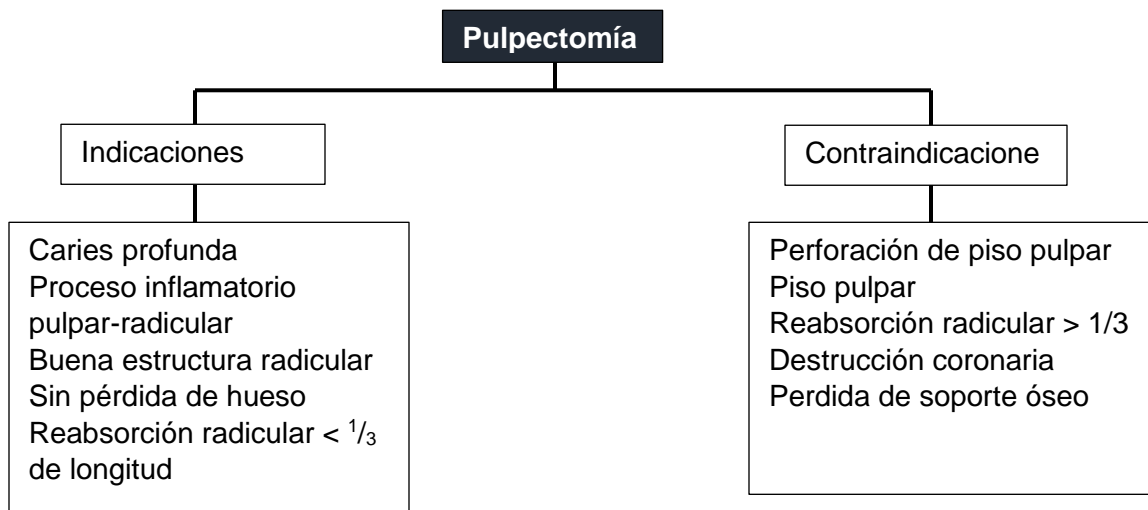 Pulpectomía
Indicaciones
Caries profunda
Proceso inflamatorio
pulpar-radicular
Buena estructura radicular
Sin pérdida de hueso
Reabsorción radicular < 1/3
de longitud
Contraindicacione
Perforación de piso pulpar
Piso pulpar
Reabsorción radicular > 1/3
Destrucción coronaria
Perdida de soporte óseo